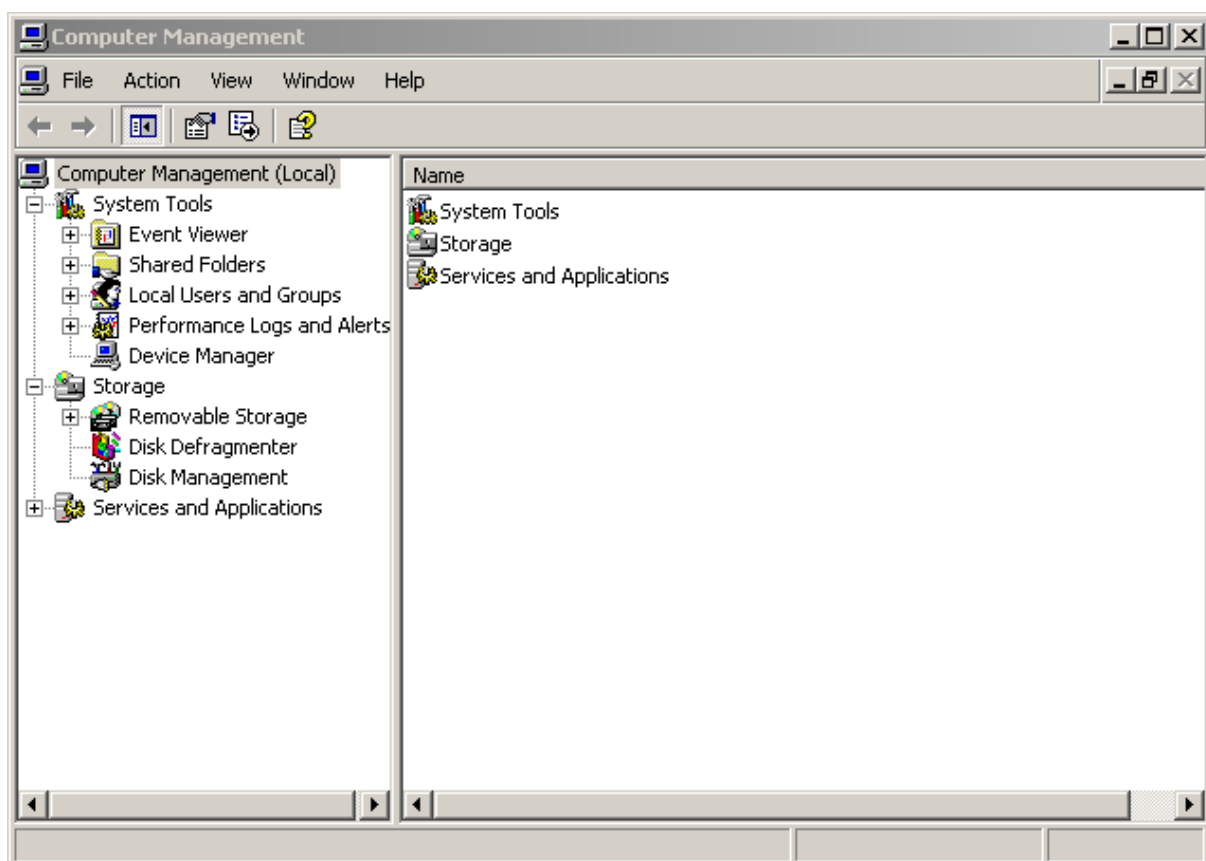 Computer Management
File Action View Window Help
Computer Management (Local)
System Tools
Event Viewer
Shared Folders
Local Users and Groups
Performance Logs and Alerts
Device Manager
Storage
Removable Storage
Disk Defragmenter
Disk Management
Services and Applications
Name
System Tools
Storage
Services and Applications